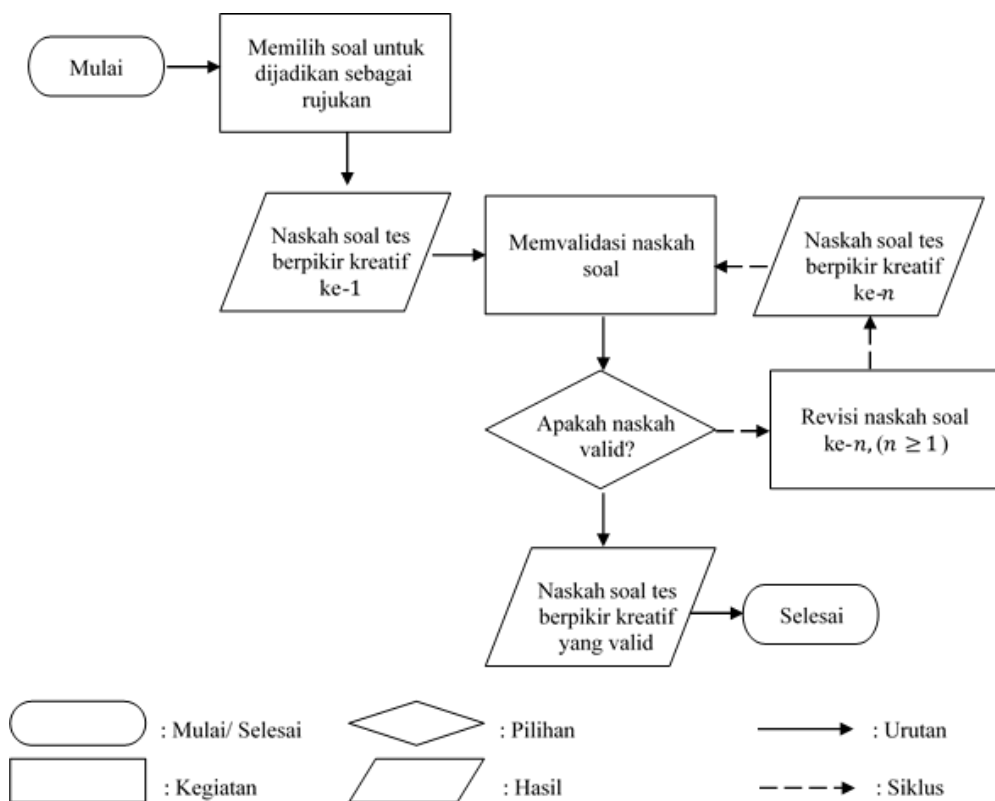 Mulai
Memilih soal untuk
dijadikan sebagai
rujukan
Naskah soal tes
berpikir kreatif
ke-1
Memvalidasi naskah
soal
Naskah soal tes
berpikir kreatif
ke-n
Apakah naskah
valid?
Revisi naskah soal
ke-n, (n ≥ 1 )
Naskah soal tes
berpikir kreatif
yang valid
Selesai
: Mulai/ Selesai
: Pilihan
: Urutan
: Kegiatan
: Hasil
: Siklus